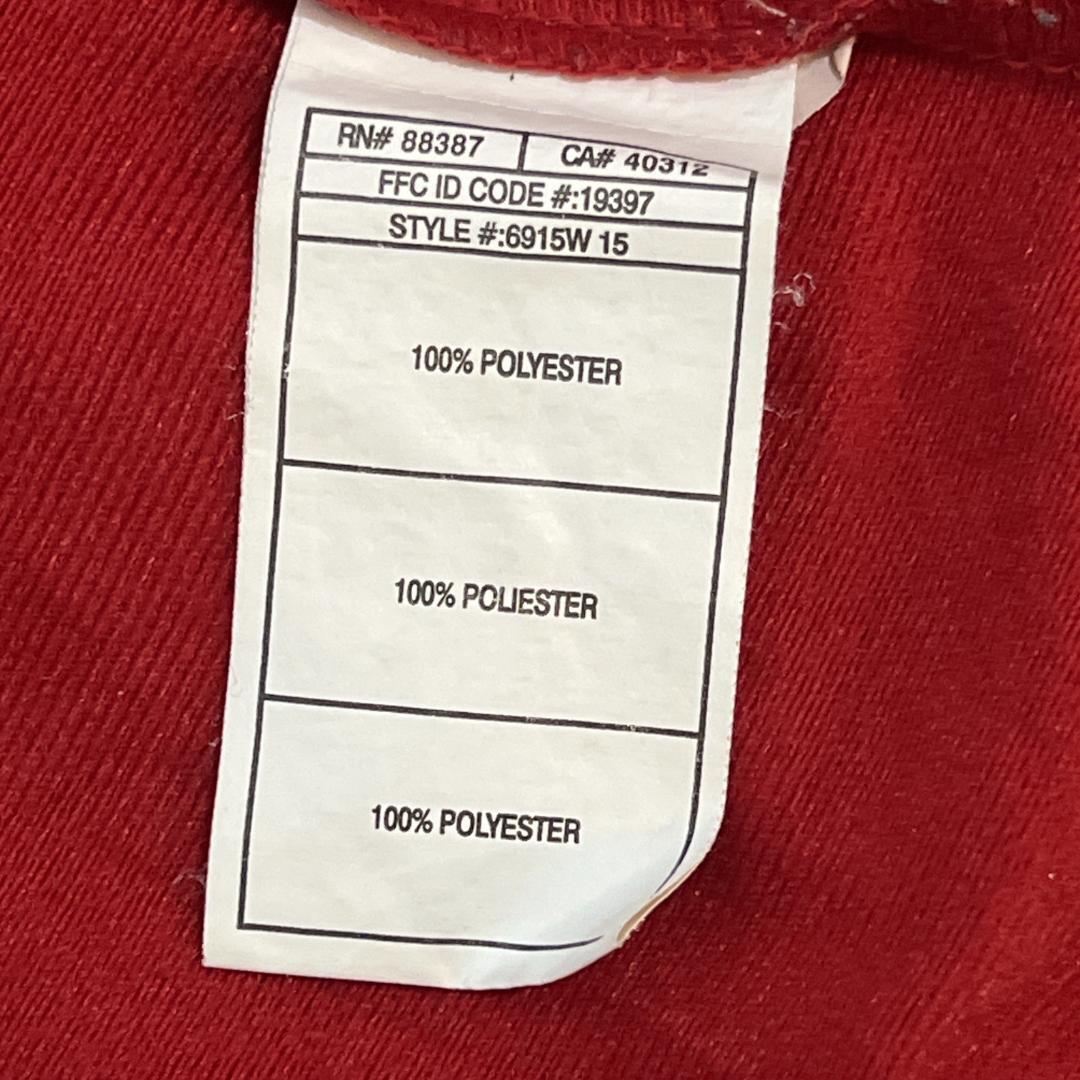 RN# 88387 CA# 40312
FFC ID CODE #:19397
STYLE #:6915W 15
100% POLYESTER
100% POLIESTER
100% POLYESTER